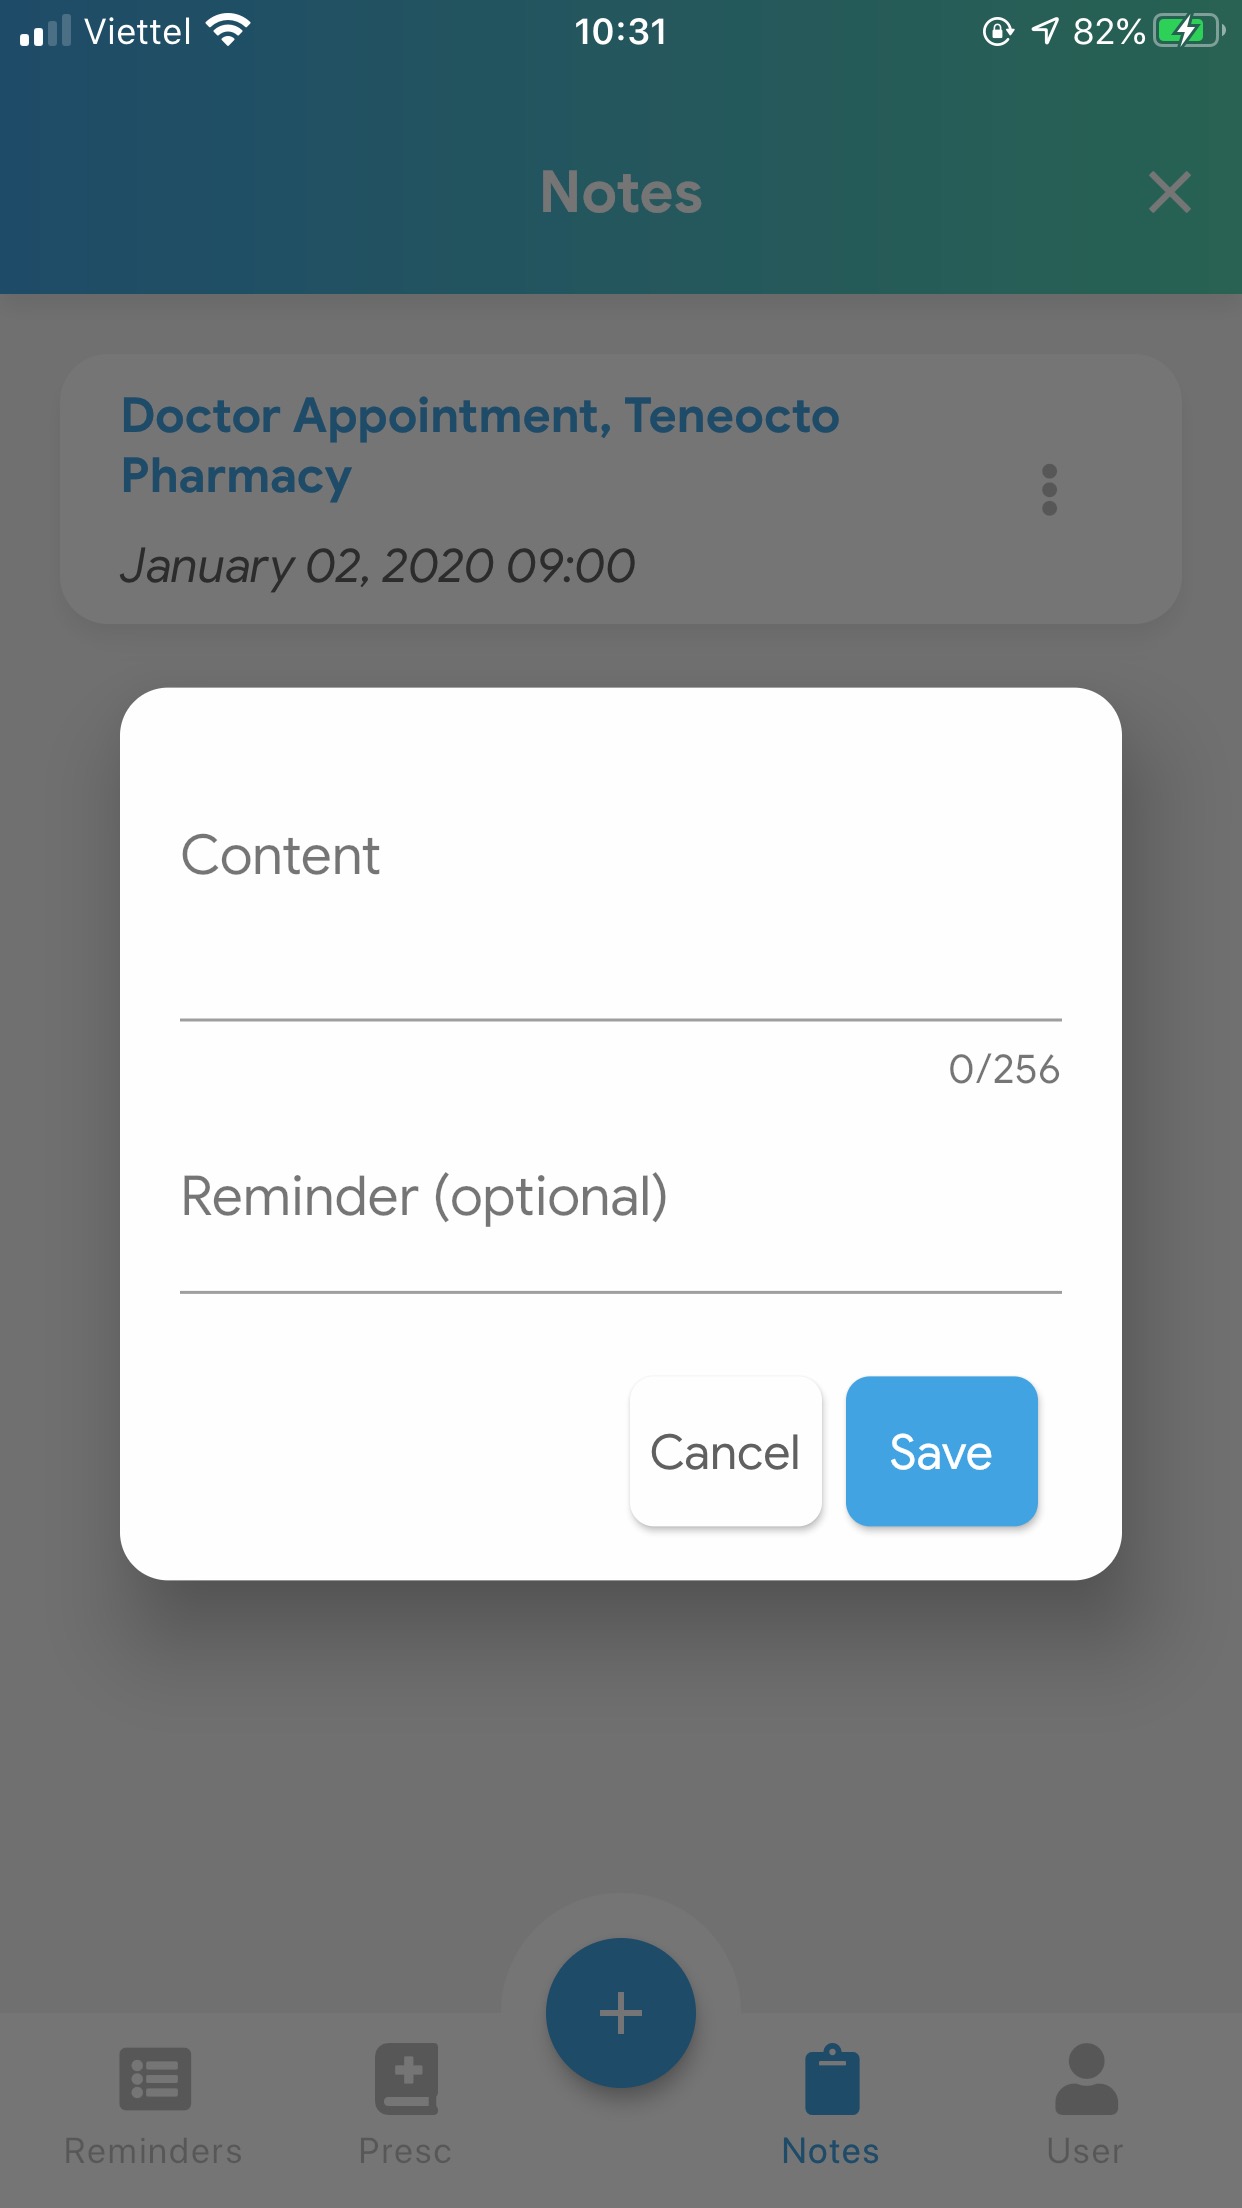 Viettel 10:31 82%
Notes
Doctor Appointment, Teneocto
Pharmacy
January 02, 2020 09:00
Content
0/256
Reminder (optional)
Cancel Save
Reminders Presc Notes User